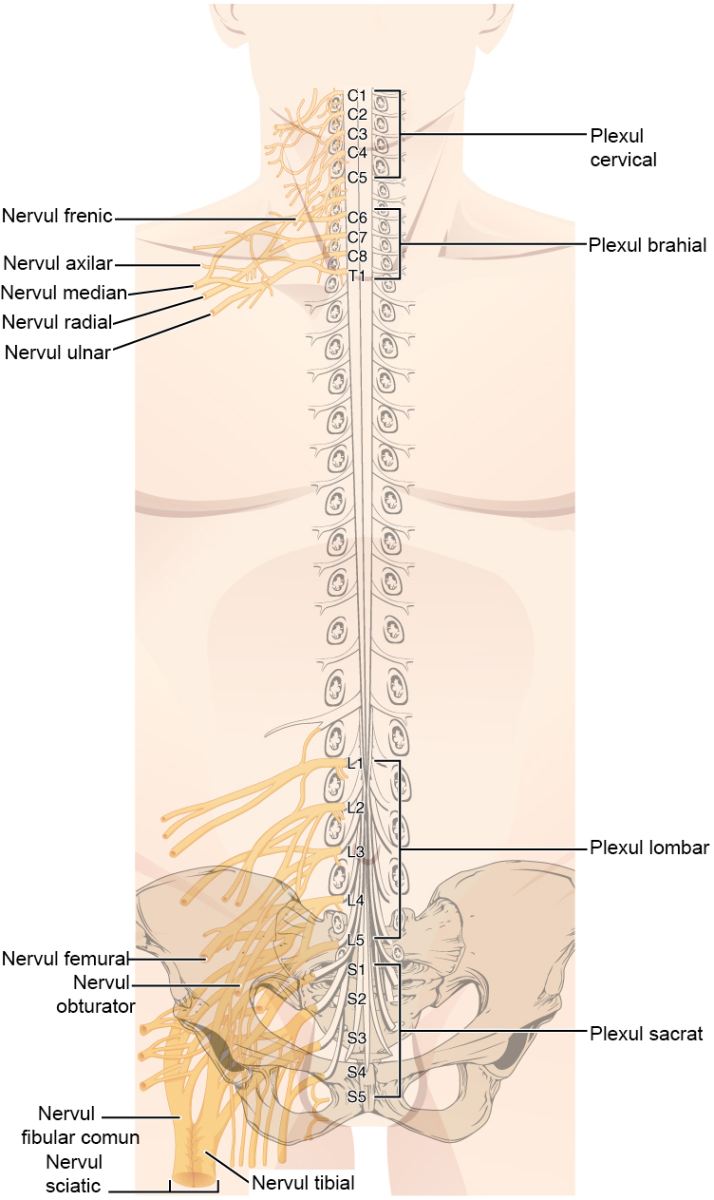 C1
C2
C3
C4
C5
Plexul
cervical
Nervul frenic
C6
C7
C8
T1
Plexul brahial
Nervul axilar
Nervul median
Nervul radial
Nervul ulnar
L1
L2
L3
L4
L5
Plexul lombar
Nervul femural
Nervul
obturator
S1
S2
S3
S4
S5
Plexul sacrat
Nervul
fibular comun
Nervul
sciatic
Nervul tibial